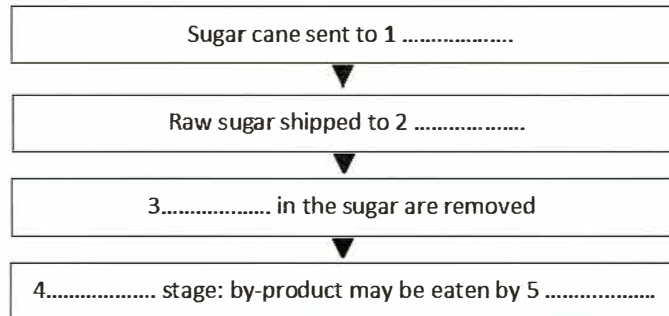 Sugar cane sent to 1 ....................
Raw sugar shipped to 2 ....................
3.................... in the sugar are removed
4.................... stage: by-product may be eaten by 5 ....................